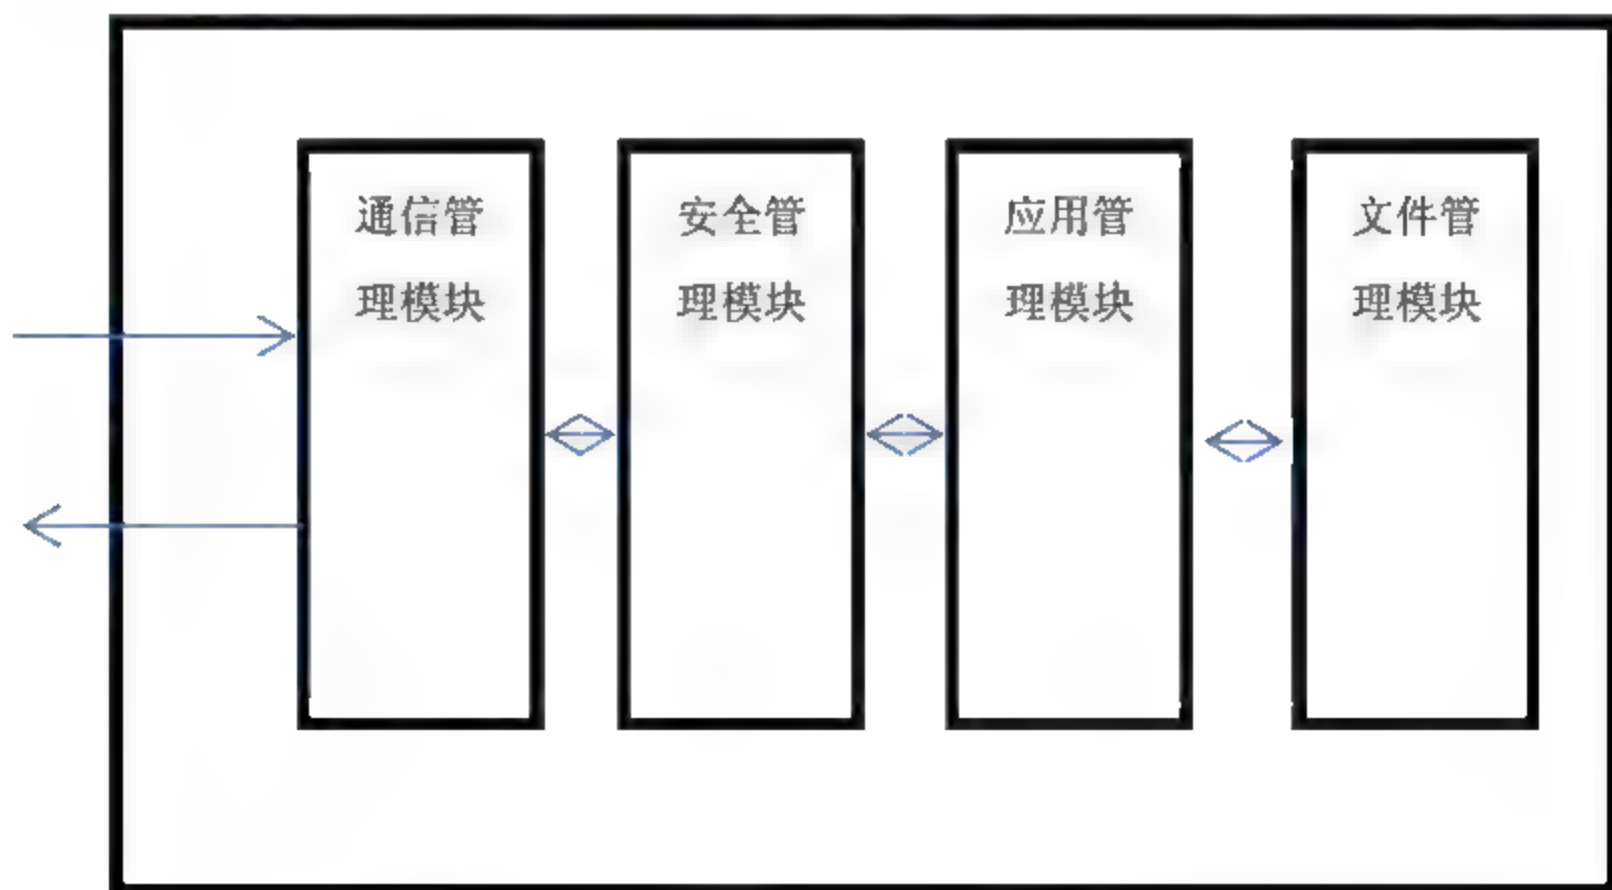 通信管
理模块
安全管
理模块
应用管
理模块
文件管
理模块